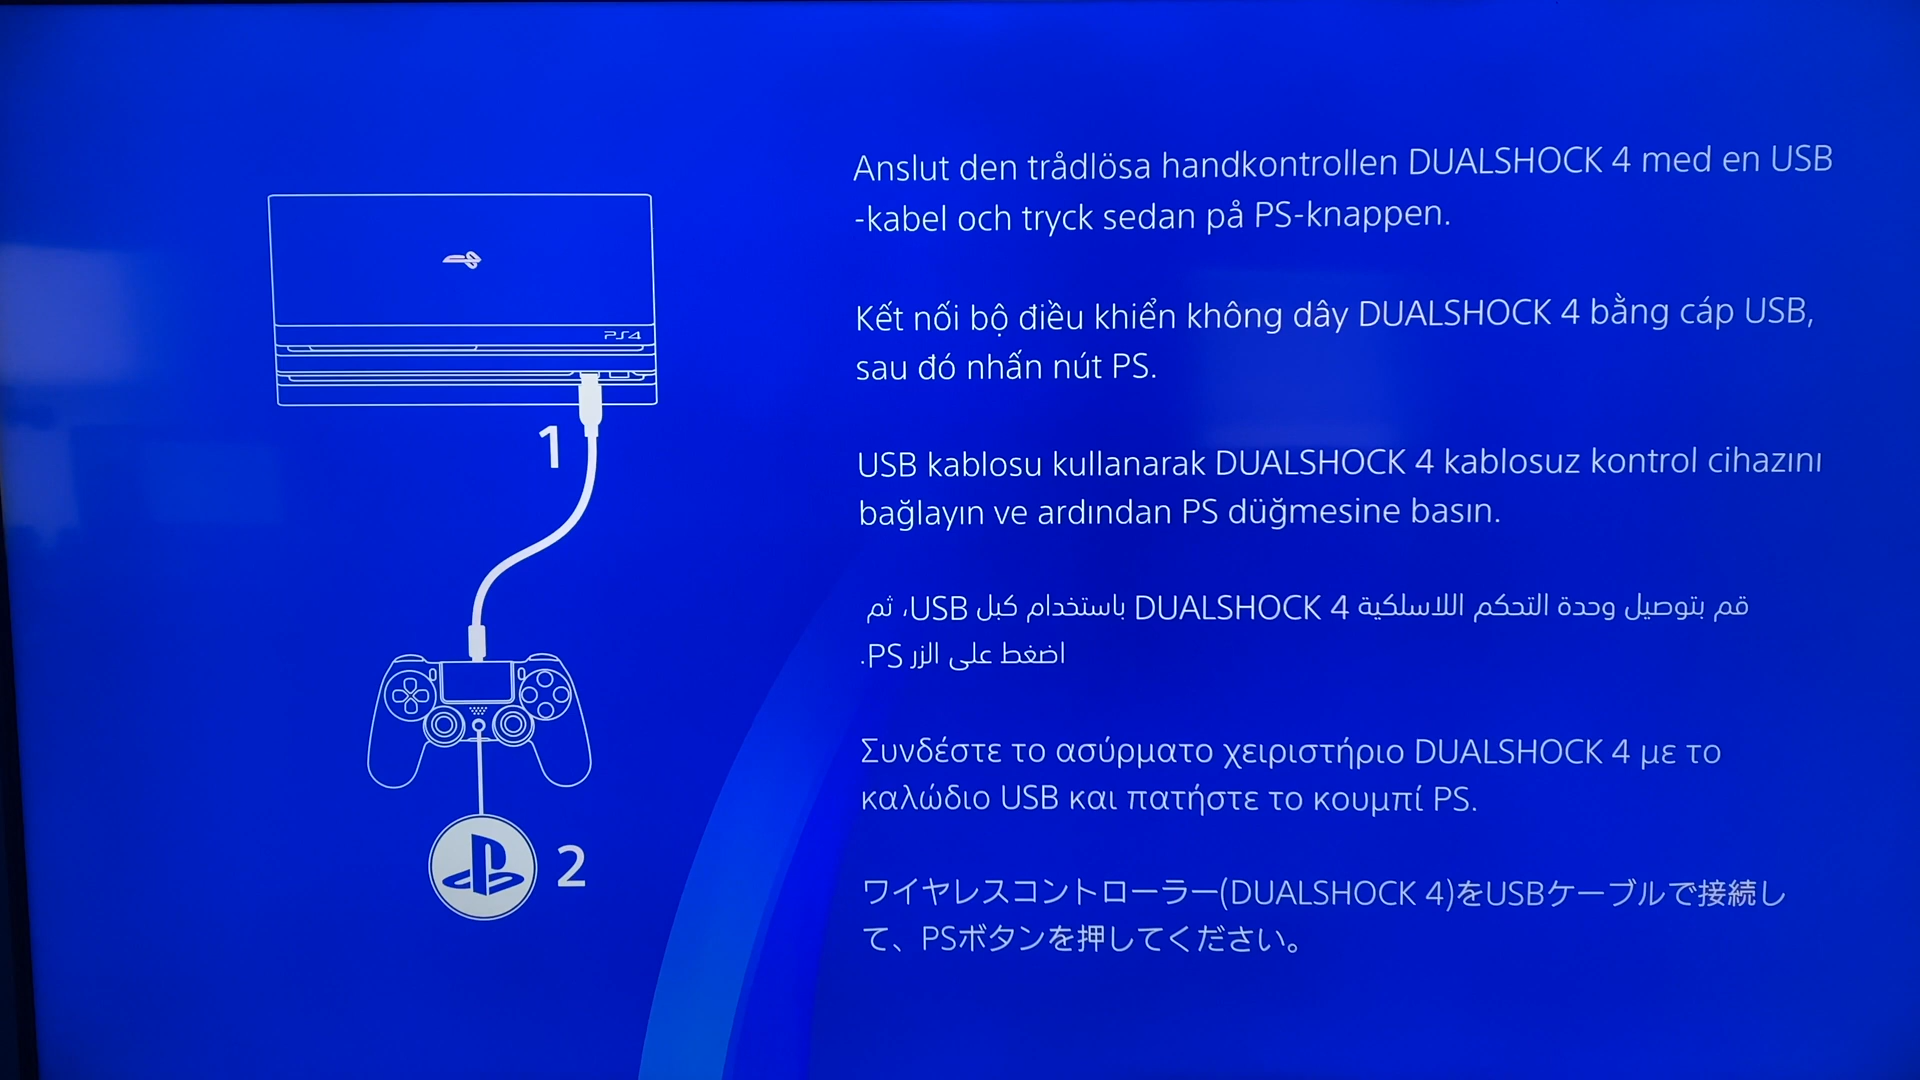 PS4
1
2
Anslut den trådlösa handkontrollen DUALSHOCK 4 med en USB
-kabel och tryck sedan på PS-knappen.
Kết nối bộ điều khiển không dây DUALSHOCK 4 bằng cáp USB,
sau đó nhấn nút PS.
USB kablosu kullanarak DUALSHOCK 4 kablosuz kontrol cihazını
bağlayın ve ardından PS düğmesine basın.
قم بتوصيل وحدة التحكم اللاسلكية DUALSHOCK 4 باستخدام كبل USB، ثم
اضغط على الزر PS.
Συνδέστε το ασύρματο χειριστήριο DUALSHOCK 4 με το
καλώδιο USB και πατήστε το κουμπί PS.
ワイヤレスコントローラー(DUALSHOCK 4)をUSBケーブルで接続し
て、PSボタンを押してください。